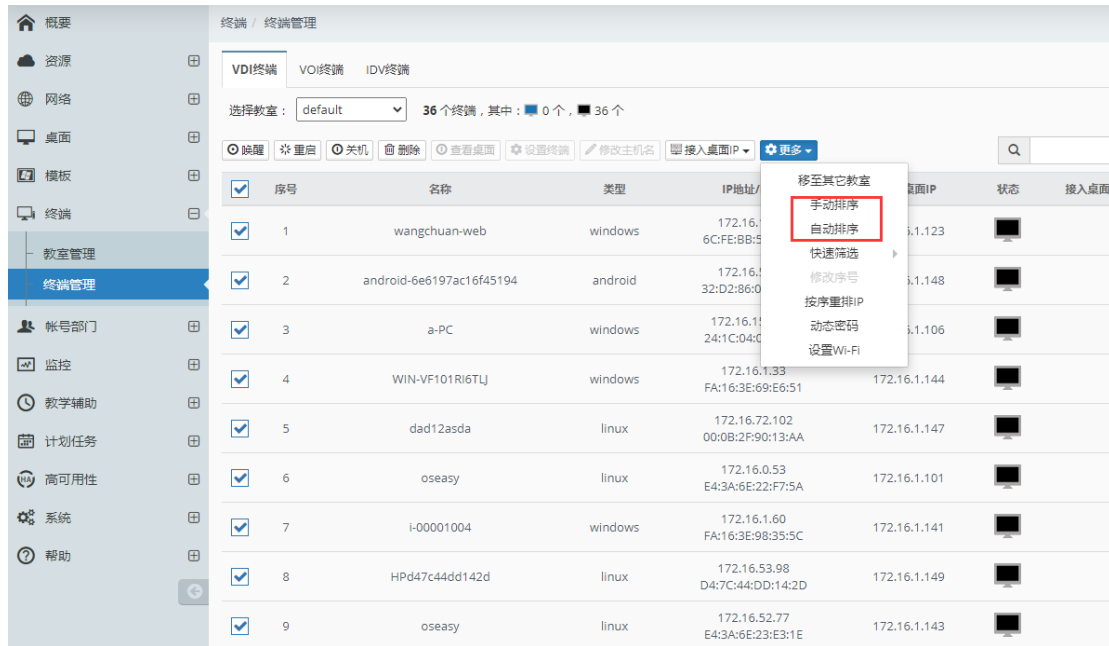 概要
资源
网络
桌面
模板
终端
教室管理
终端管理
帐号部门
监控
教学辅助
计划任务
高可用性
系统
帮助
终端 / 终端管理
VDI终端 VOI终端 IDV终端
选择教室： default 36 个终端，其中： 0 个， 36 个
唤醒 重启 关机 删除 查看桌面 设置终端 修改主机名 接入桌面IP 更多
移至其它教室
手动排序
自动排序
快速筛选
修改序号
按序重排IP
动态密码
设置Wi-Fi
序号 名称 类型 IP地址/ 桌面IP 状态 接入桌面
1 wangchuan-web windows 172.16. .1.123
6C:FE:BB:5
2 android-6e6197ac16f45194 android 172.16. .1.148
32:D2:86:0
3 a-PC windows 172.16.1 .1.106
24:1C:04:0
4 WIN-VF101RI6TLJ windows 172.16.1.33 172.16.1.144
FA:16:3E:69:E6:51
5 dad12asda linux 172.16.72.102 172.16.1.147
00:0B:2F:90:13:AA
6 oseasy linux 172.16.0.53 172.16.1.101
E4:3A:6E:22:F7:5A
7 i-00001004 windows 172.16.1.60 172.16.1.141
FA:16:3E:98:35:5C
8 HPd47c44dd142d linux 172.16.53.98 172.16.1.149
D4:7C:44:DD:14:2D
9 oseasy linux 172.16.52.77 172.16.1.143
E4:3A:6E:23:E3:1E